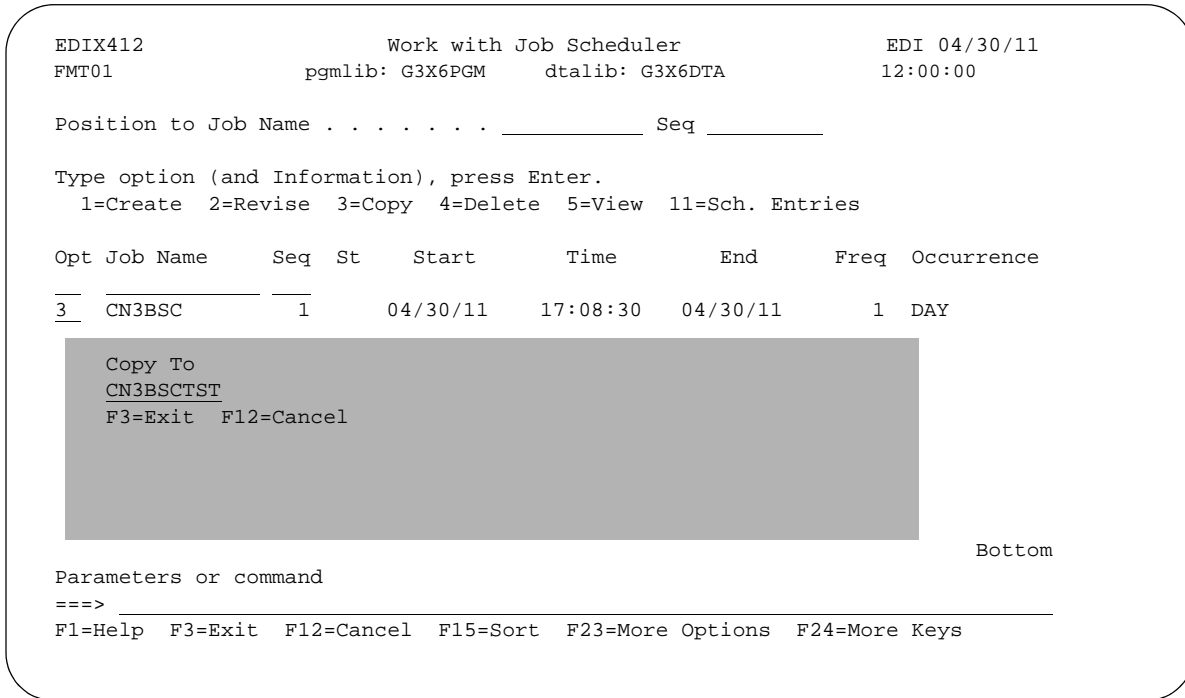 EDIX412 Work with Job Scheduler EDI 04/30/11
FMT01 pgmlib: G3X6PGM dtalib: G3X6DTA 12:00:00
Position to Job Name . . . . . . . Seq
Type option (and Information), press Enter.
1=Create 2=Revise 3=Copy 4=Delete 5=View 11=Sch. Entries
Opt Job Name Seq St Start Time End Freq Occurrence
3 CN3BSC 1 04/30/11 17:08:30 04/30/11 1 DAY
Copy To
CN3BSCTST
F3=Exit F12=Cancel
Bottom
Parameters or command
===>
F1=Help F3=Exit F12=Cancel F15=Sort F23=More Options F24=More Keys